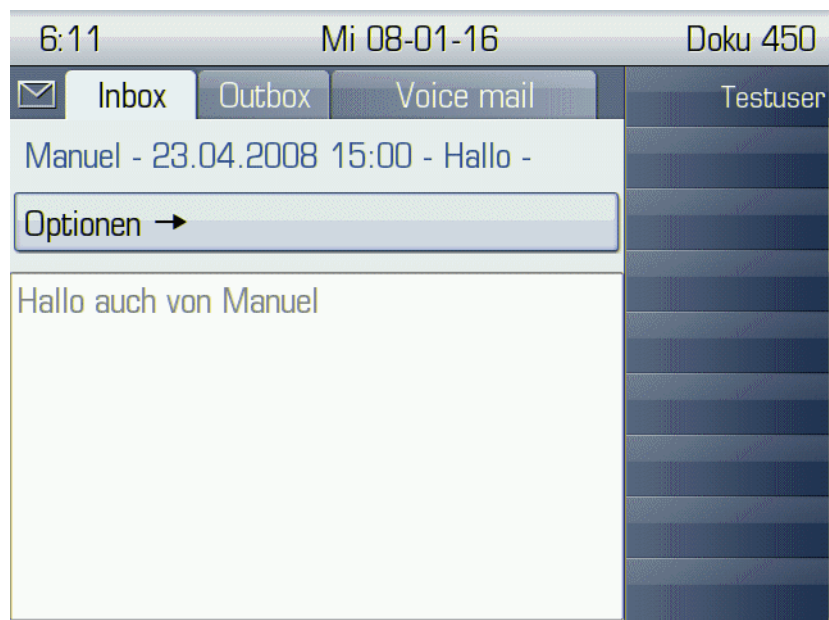 6:11 Mi 08-01-16 Doku 450
Inbox Outbox Voice mail Testuser
Manuel - 23.04.2008 15:00 - Hallo -
Optionen →
Hallo auch von Manuel